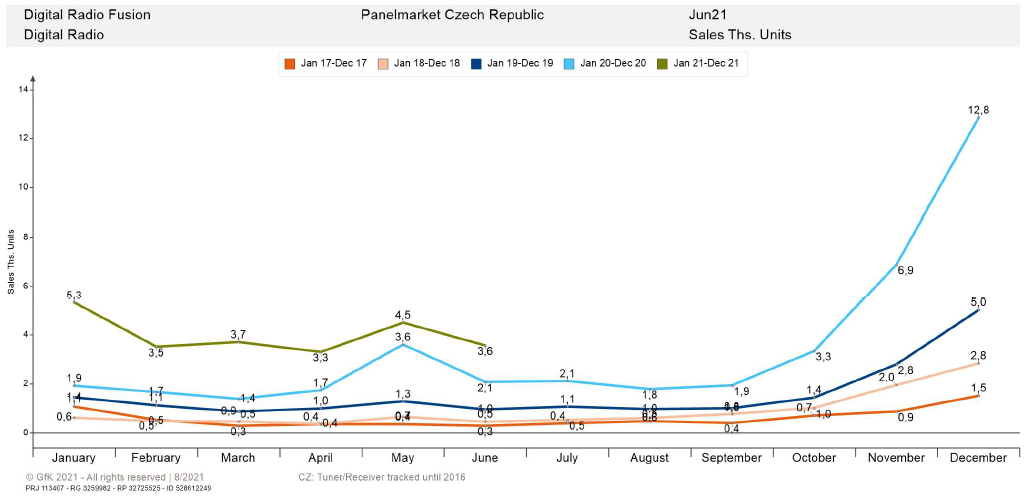 Digital Radio Fusion Panelmarket Czech Republic Jun21
Digital Radio Sales Ths. Units
Jan 17-Dec 17 Jan 18-Dec 18 Jan 19-Dec 19 Jan 20-Dec 20 Jan 21-Dec 21
Sales Ths. Units
14
12
10
8
6
4
2
0
5,3 3,5 3,7 3,3 4,5 3,6
1,9 1,7 1,4 1,7 3,6 2,1 2,1 1,8 1,9 3,3 6,9 12,8
1,4 1,1 0,9 1,0 1,3 1,1 1,4 2,8 5,0
0,6 0,5 0,5 0,4 0,4 0,7 2,0 2,8
0,5 0,3 0,4 0,3 0,5 0,4 1,0 0,9 1,5
January February March April May June July August September October November December
© GfK 2021 - All rights reserved | 8/2021 CZ: Tuner/Receiver tracked until 2016
PRJ 113407 - RG 3259982 - RP 32725525 - ID 528612249